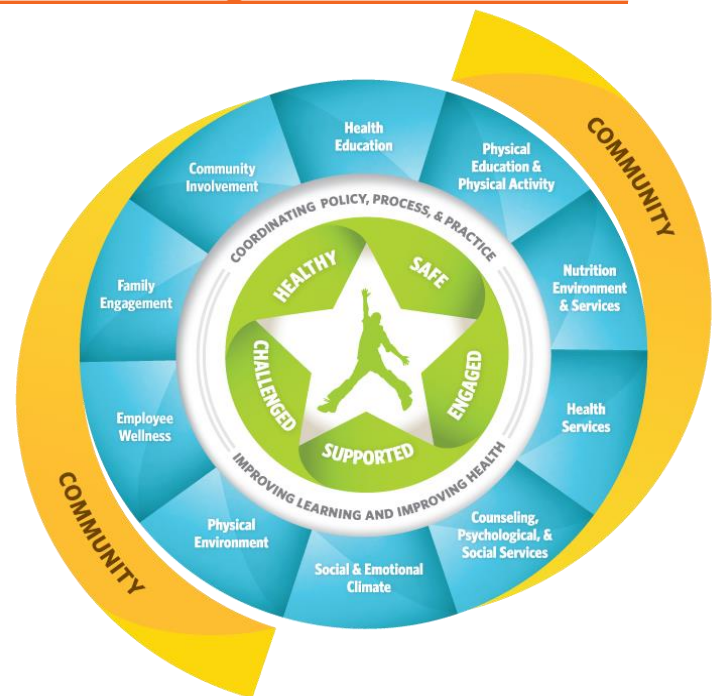 COMMUNITY
Health
Education
Physical
Education &
Physical Activity
Nutrition
Environment
& Services
Health
Services
Counseling,
Psychological, &
Social Services
Social & Emotional
Climate
Physical
Environment
Employee
Wellness
Family
Engagement
Community
Involvement
COORDINATING POLICY, PROCESS, & PRACTICE
HEALTHY
SAFE
ENGAGED
SUPPORTED
CHALLENGED
IMPROVING LEARNING AND IMPROVING HEALTH
COMMUNITY